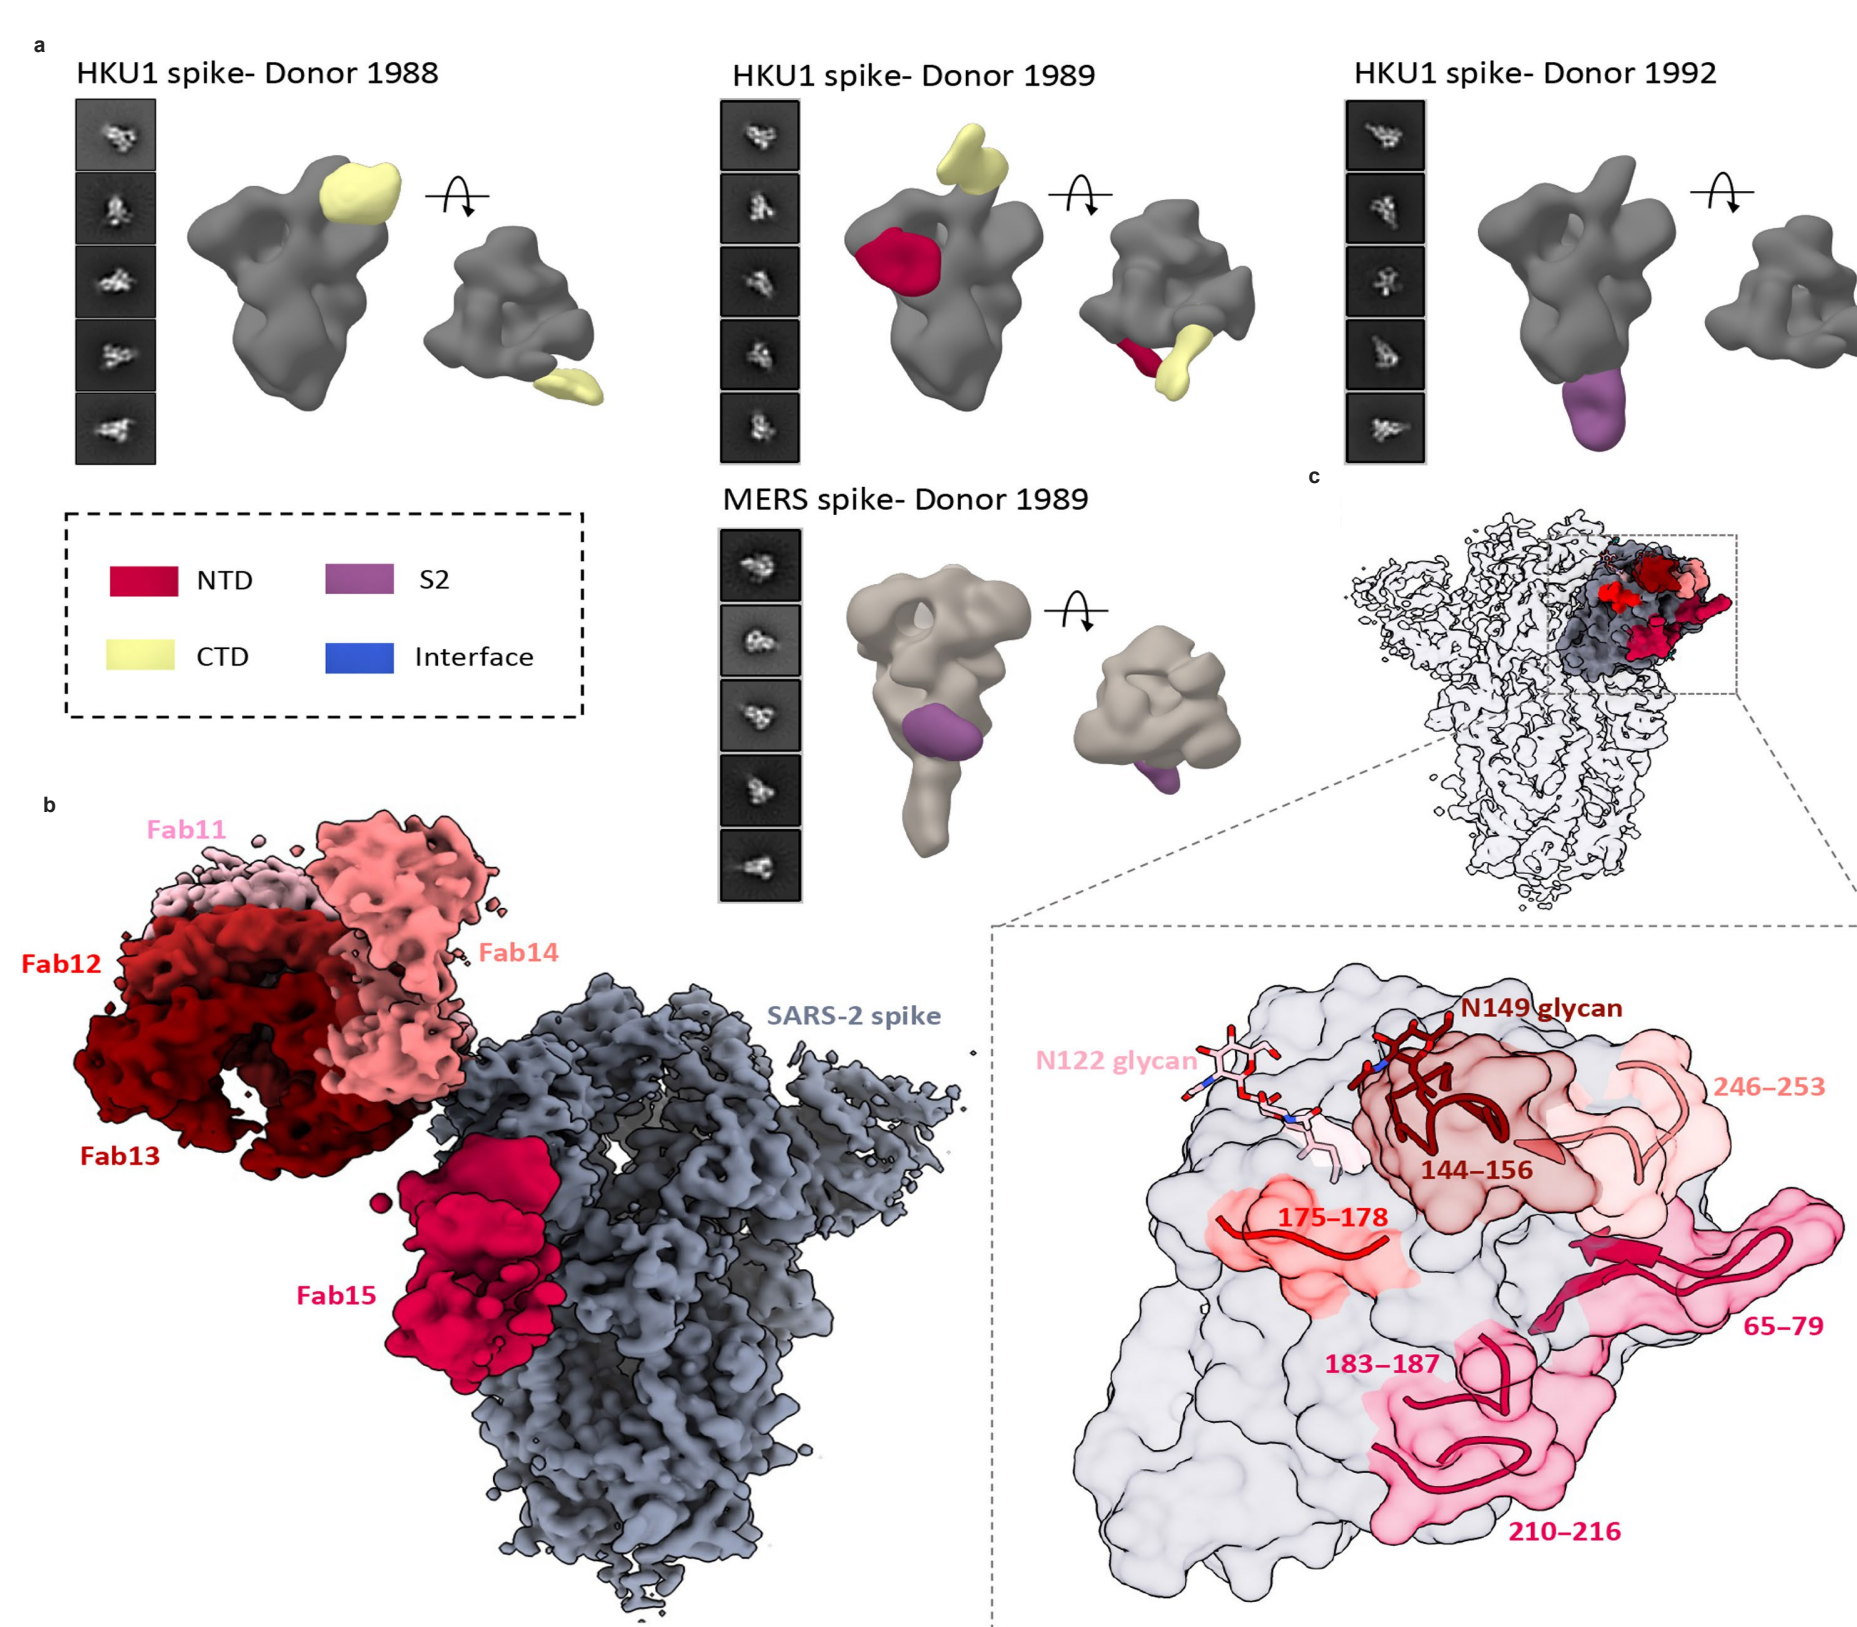 a
HKU1 spike- Donor 1988
HKU1 spike- Donor 1989
HKU1 spike- Donor 1992
MERS spike- Donor 1989
NTD
S2
CTD
Interface
c
b
Fab11
Fab12
Fab14
SARS-2 spike
Fab13
Fab15
N149 glycan
N122 glycan
246–253
144–156
175–178
65–79
183–187
210–216